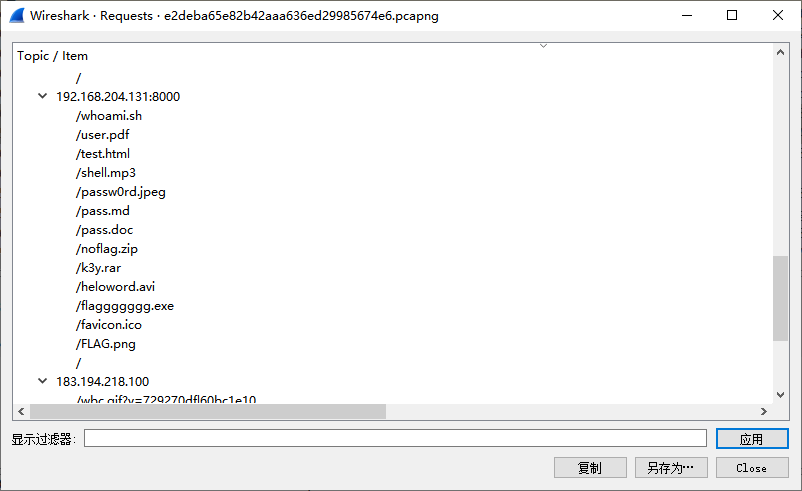 Wireshark · Requests · e2deba65e82b42aaa636ed29985674e6.pcapng
Topic / Item
/
192.168.204.131:8000
/whoami.sh
/user.pdf
/test.html
/shell.mp3
/passw0rd.jpeg
/pass.md
/pass.doc
/noflag.zip
/k3y.rar
/heloword.avi
/flaggggggg.exe
/favicon.ico
/FLAG.png
/
183.194.218.100
/wbc.gif?v=729270dfl60bc1e10
显示过滤器:
应用
复制 另存为… Close